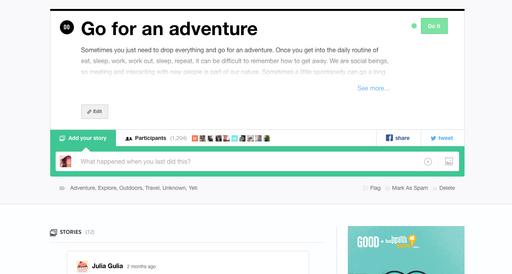 Go for an adventure
Do it
Sometimes you just need to drop everything and go for an adventure. Once you get into the daily routine of
eat, sleep, work, work out, sleep, repeat, it can be difficult to remember how to get away. We are social beings,
so meeting and interacting with new people is part of our nature. Sometimes a little spontaneity can go a long
See more...
Edit
Add your story
Participants (1,204)
share
tweet
What happened when you last did this?
Adventure, Explore, Outdoors, Travel, Unknown, Yeti
Flag
Mark As Spam
Delete
STORIES (12)
GOOD
Julia Gulia 2 months ago